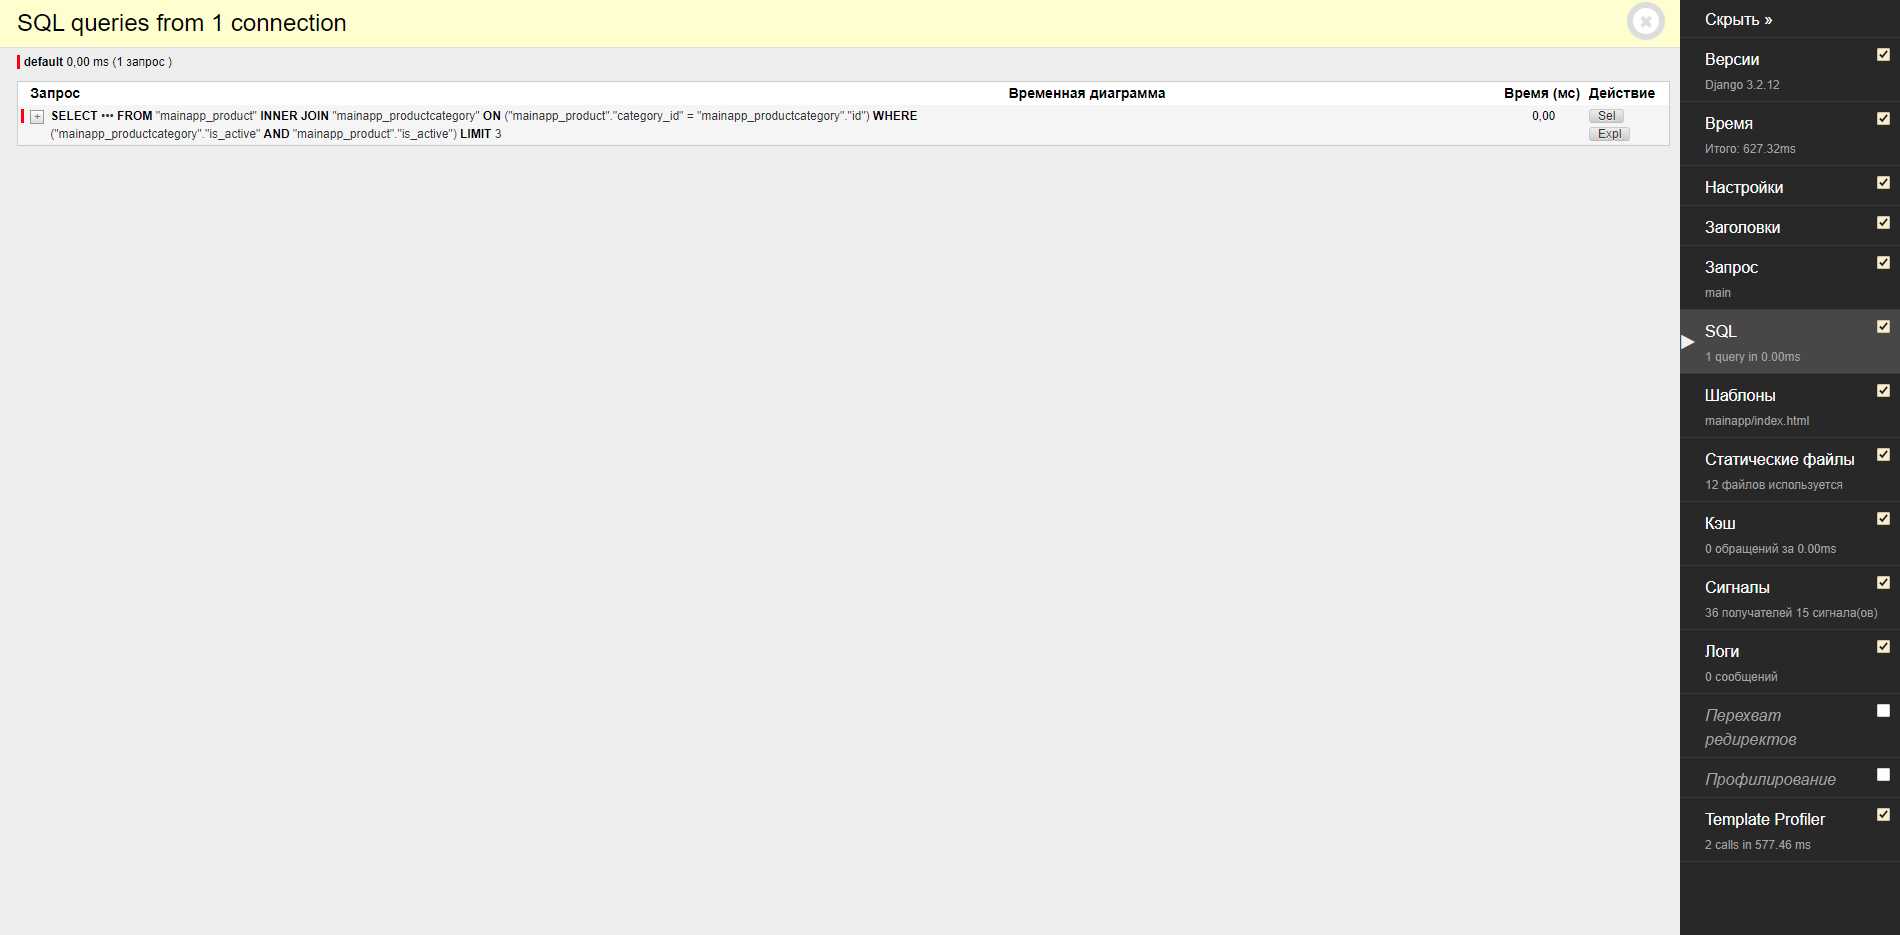 SQL queries from 1 connection
default 0,00 ms (1 запрос )
Запрос Временная диаграмма Время (мс) Действие
+ SELECT ••• FROM "mainapp_product" INNER JOIN "mainapp_productcategory" ON ("mainapp_product"."category_id" = "mainapp_productcategory"."id") WHERE 0,00 Sel
("mainapp_productcategory"."is_active" AND "mainapp_product"."is_active") LIMIT 3 Expl
Скрыть »
Версии
Django 3.2.12
Время
Итого: 627.32ms
Настройки
Заголовки
Запрос
main
SQL
1 query in 0.00ms
Шаблоны
mainapp/index.html
Статические файлы
12 файлов используется
Кэш
0 обращений за 0.00ms
Сигналы
36 получателей 15 сигнала(ов)
Логи
0 сообщений
Перехват
редиректов
Профилирование
Template Profiler
2 calls in 577.46 ms